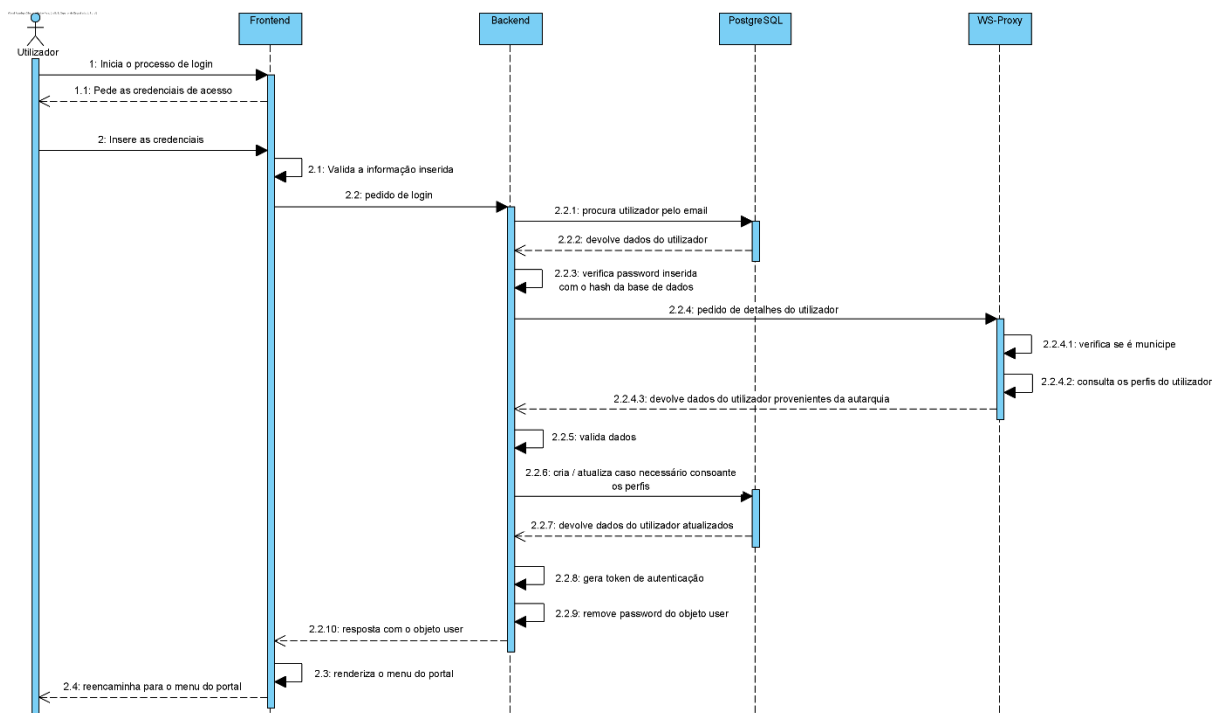 Frontend
Backend
PostgreSQL
WS-Proxy
Utilizador
1: Inicia o processo de login
1.1: Pede as credenciais de acesso
2: Insere as credenciais
2.1: Valida a informação inserida
2.2: pedido de login
2.2.1: procura utilizador pelo email
2.2.2: devolve dados do utilizador
2.2.3: verifica password inserida
com o hash da base de dados
2.2.4: pedido de detalhes do utilizador
2.2.4.1: verifica se é municipe
2.2.4.2: consulta os perfis do utilizador
2.2.4.3: devolve dados do utilizador provenientes da autarquia
2.2.5: valida dados
2.2.6: cria / atualiza caso necessário consoante
os perfis
2.2.7: devolve dados do utilizador atualizados
2.2.8: gera token de autenticação
2.2.9: remove password do objeto user
2.2.10: resposta com o objeto user
2.3: renderiza o menu do portal
2.4: reencaminha para o menu do portal